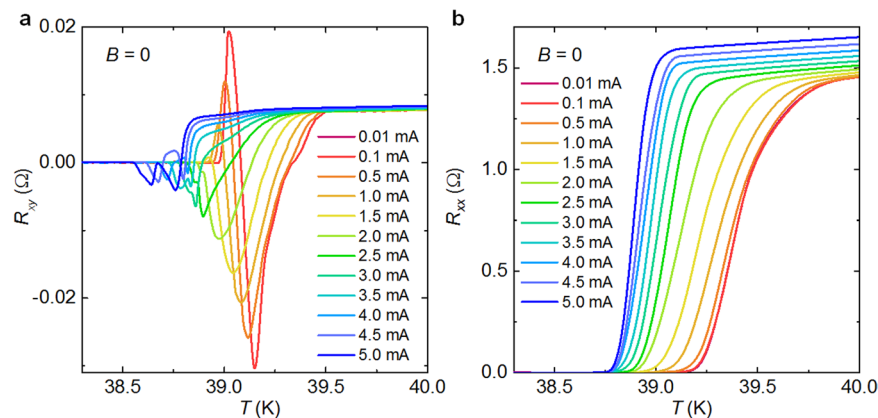 a
B = 0
0.02
0.00
-0.02
Rxy (Ω)
0.01 mA
0.1 mA
0.5 mA
1.0 mA
1.5 mA
2.0 mA
2.5 mA
3.0 mA
3.5 mA
4.0 mA
4.5 mA
5.0 mA
38.5 39.0 39.5 40.0
T (K)
b
B = 0
1.5
1.0
0.5
0.0
Rxx (Ω)
0.01 mA
0.1 mA
0.5 mA
1.0 mA
1.5 mA
2.0 mA
2.5 mA
3.0 mA
3.5 mA
4.0 mA
4.5 mA
5.0 mA
38.5 39.0 39.5 40.0
T (K)